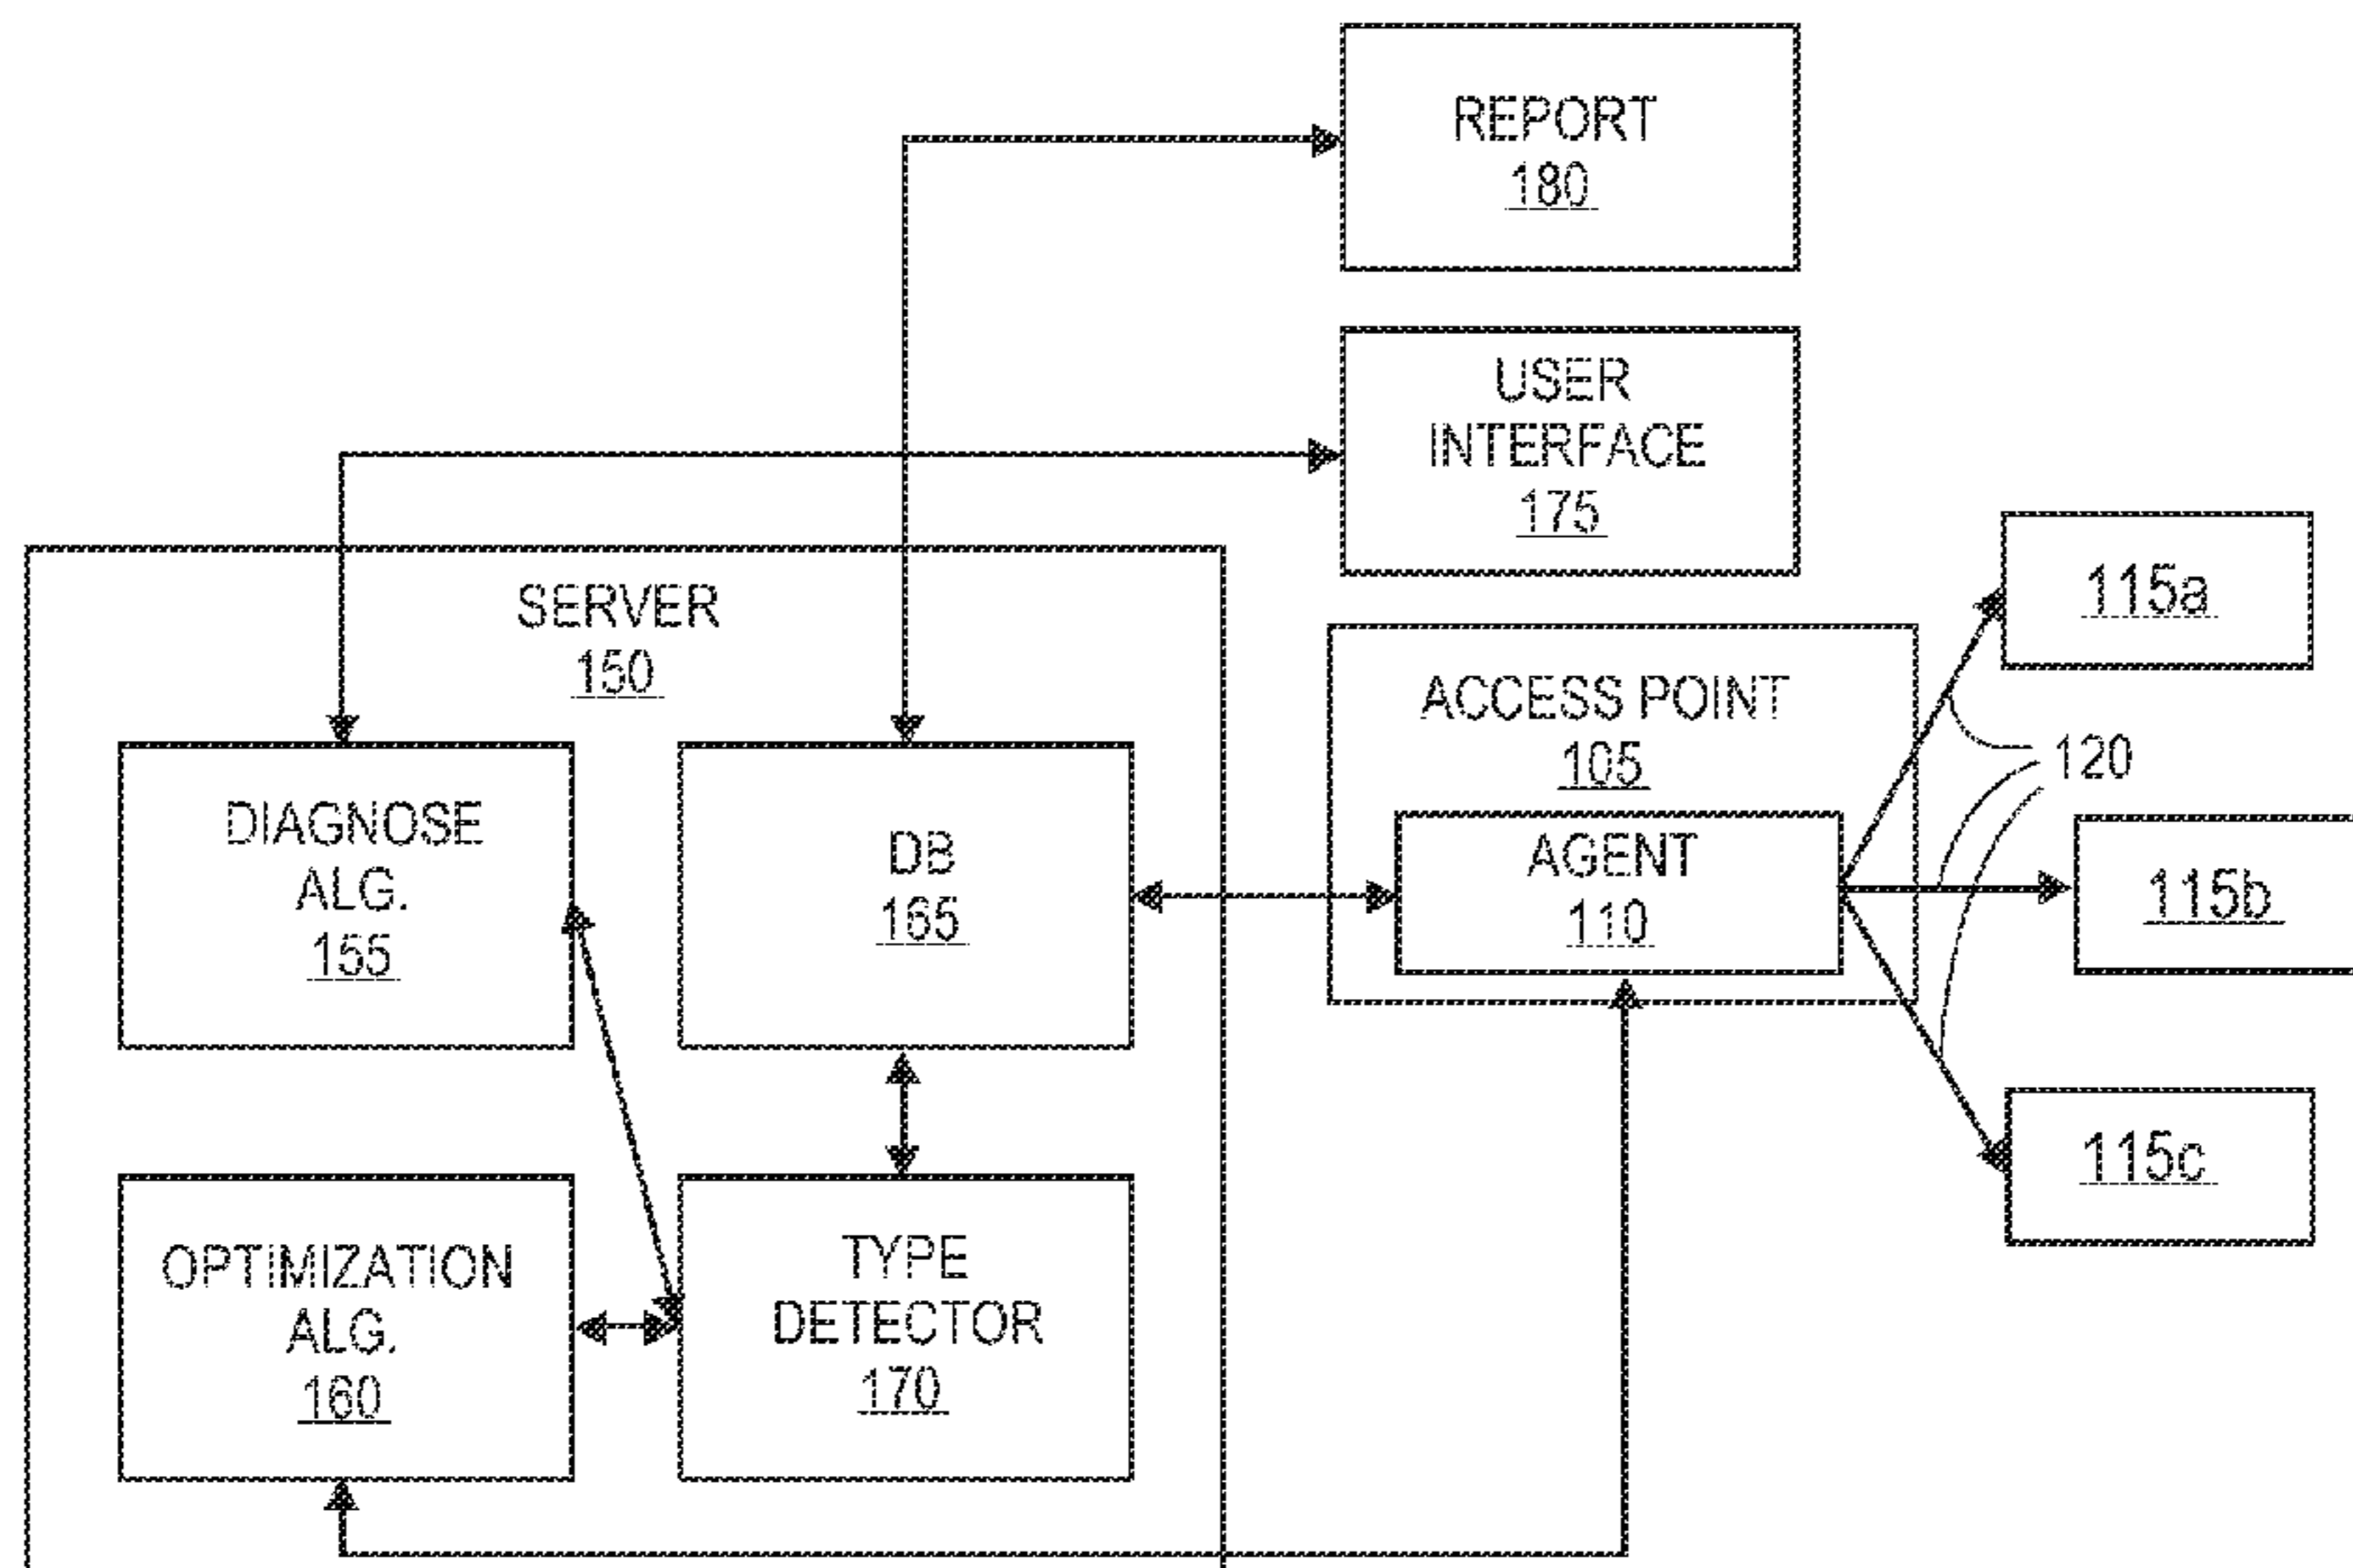 REPORT
180
USER
INTERFACE
175
SERVER
150
115a
ACCESS POINT
105
120
DIAGNOSE
ALG.
155
DB
165
AGENT
110
115b
115c
OPTIMIZATION
ALG.
160
TYPE
DETECTOR
170